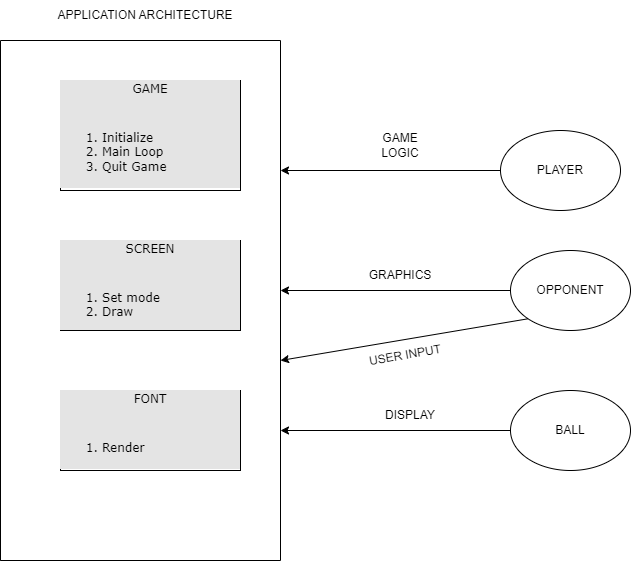 APPLICATION ARCHITECTURE
GAME
1. Initialize
2. Main Loop
3. Quit Game
GAME
LOGIC
PLAYER
SCREEN
1. Set mode
2. Draw
GRAPHICS
OPPONENT
USER INPUT
FONT
1. Render
DISPLAY
BALL